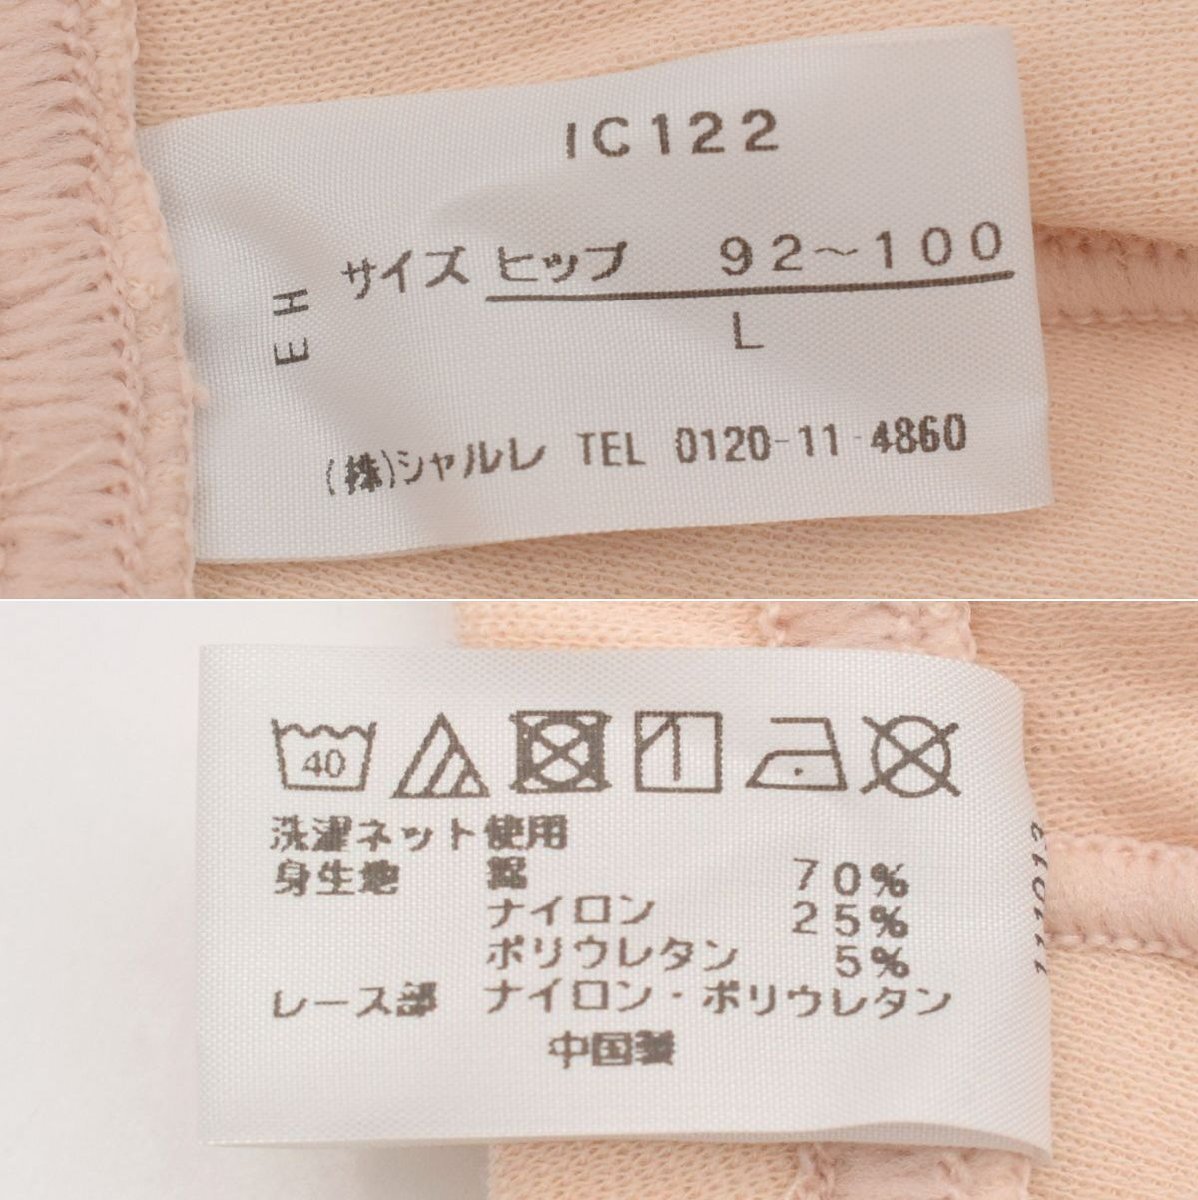 IC122
サイズ ヒップ 92~100
L
EH
(株)シャルレ TEL 0120-11-4860
40
洗濯ネット使用
身生地 綿 70%
ナイロン 25%
ポリウレタン 5%
レース部 ナイロン・ポリウレタン
中国製